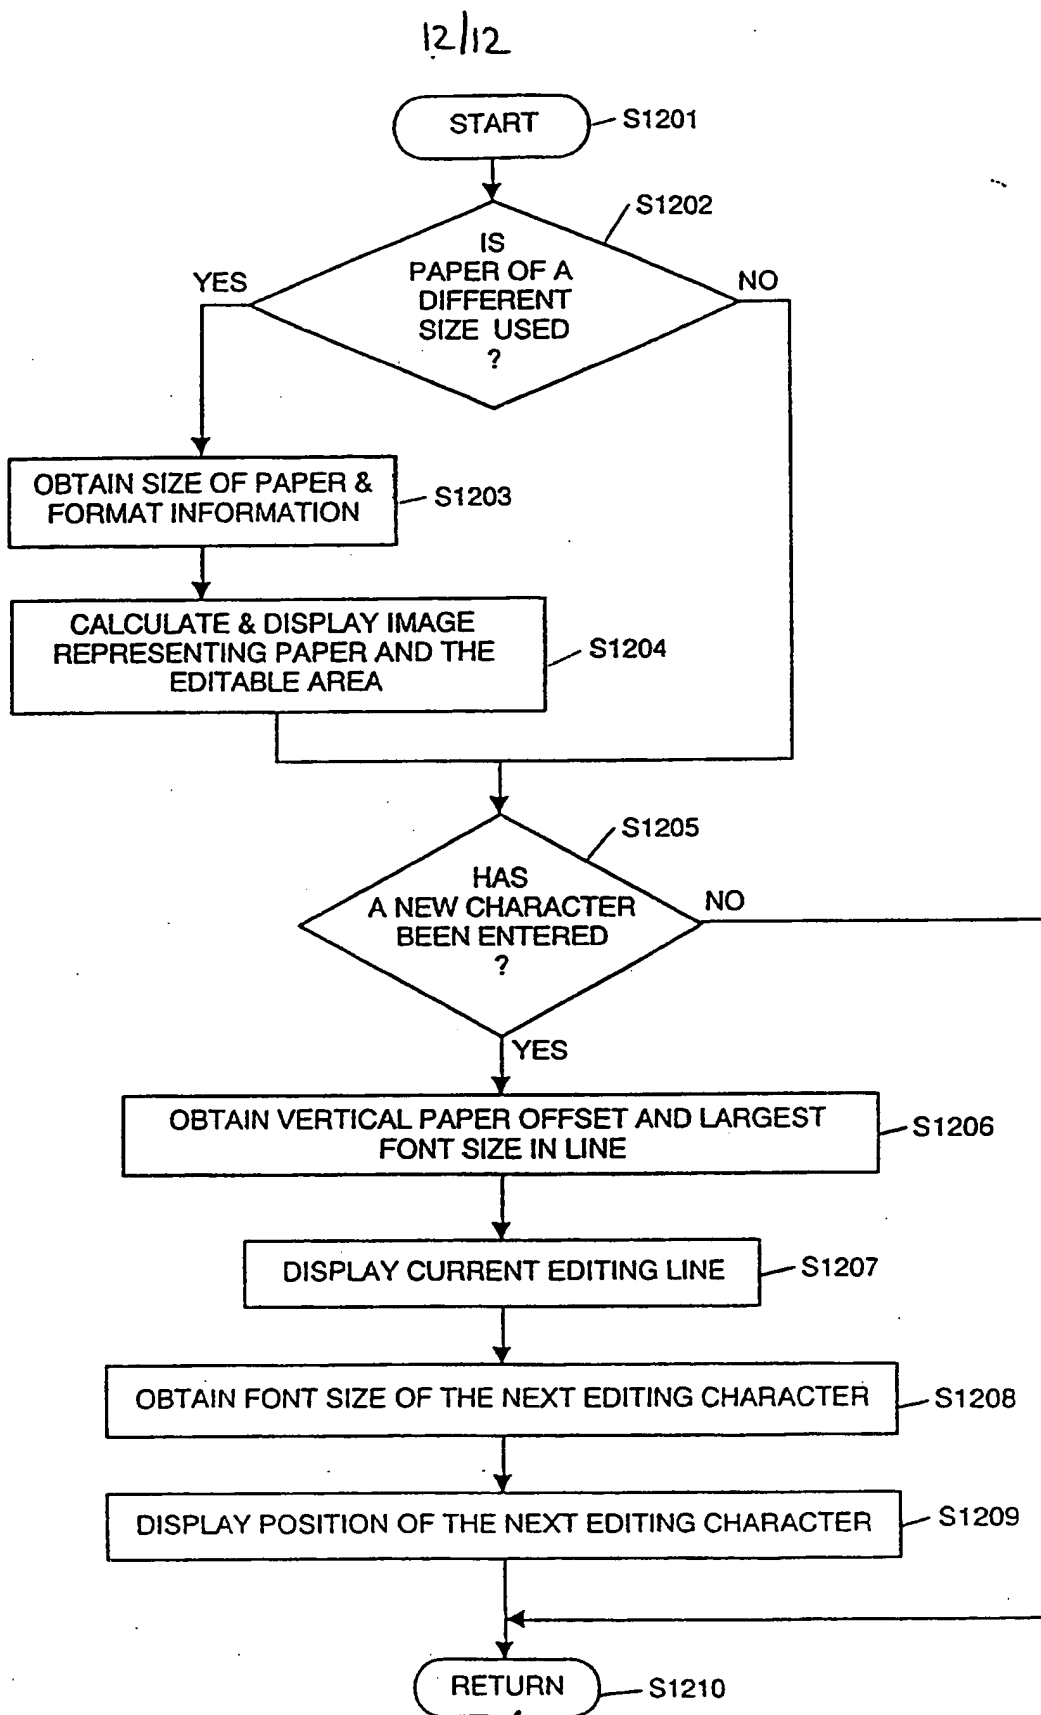 12/12
START
S1201
S1202
IS
PAPER OF A
DIFFERENT
SIZE USED
?
YES
NO
OBTAIN SIZE OF PAPER &
FORMAT INFORMATION
S1203
CALCULATE & DISPLAY IMAGE
REPRESENTING PAPER AND THE
EDITABLE AREA
S1204
S1205
HAS
A NEW CHARACTER
BEEN ENTERED
?
NO
YES
OBTAIN VERTICAL PAPER OFFSET AND LARGEST
FONT SIZE IN LINE
S1206
DISPLAY CURRENT EDITING LINE
S1207
OBTAIN FONT SIZE OF THE NEXT EDITING CHARACTER
S1208
DISPLAY POSITION OF THE NEXT EDITING CHARACTER
S1209
RETURN
S1210